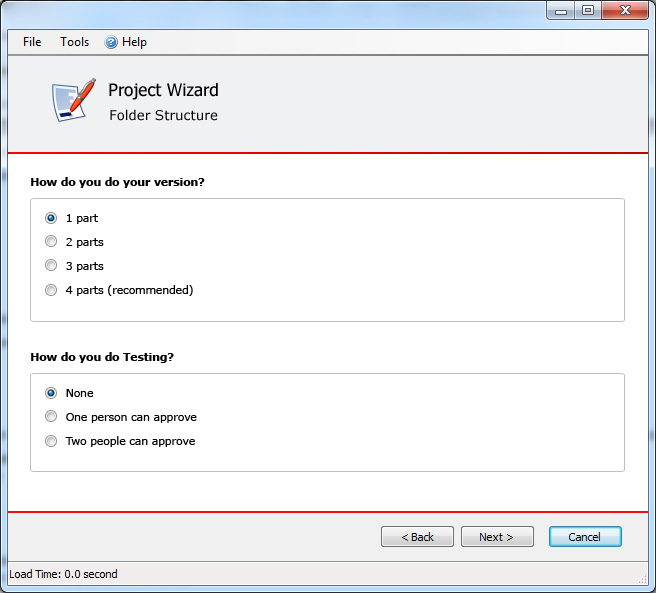 File Tools Help
Project Wizard
Folder Structure
How do you do your version?
1 part
2 parts
3 parts
4 parts (recommended)
How do you do Testing?
None
One person can approve
Two people can approve
< Back Next > Cancel
Load Time: 0.0 second